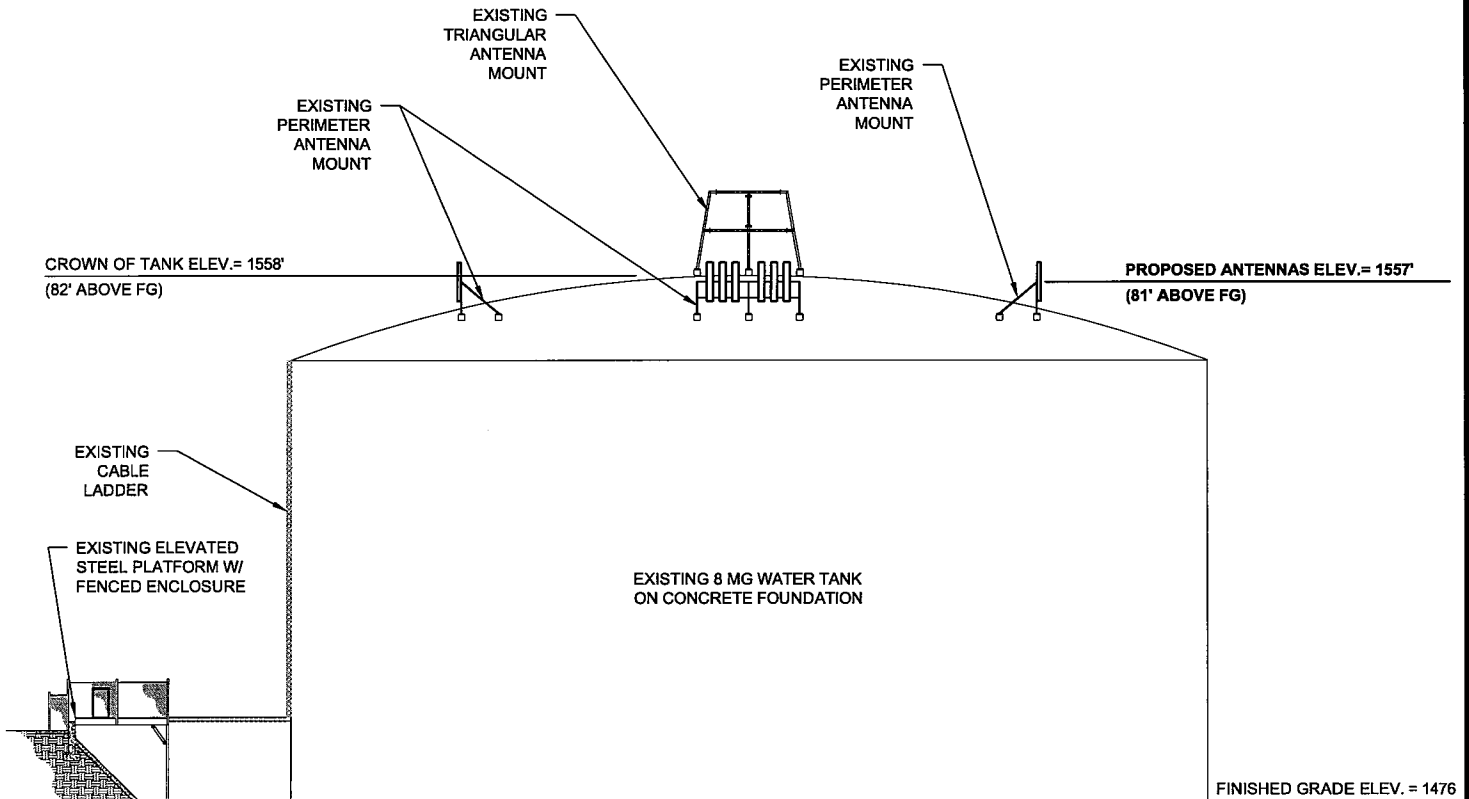 EXISTING
TRIANGULAR
ANTENNA
MOUNT
EXISTING
PERIMETER
ANTENNA
MOUNT
EXISTING
PERIMETER
ANTENNA
MOUNT
CROWN OF TANK ELEV.= 1558'
(82' ABOVE FG)
PROPOSED ANTENNAS ELEV.= 1557'
(81' ABOVE FG)
EXISTING
CABLE
LADDER
EXISTING ELEVATED
STEEL PLATFORM W/
FENCED ENCLOSURE
EXISTING 8 MG WATER TANK
ON CONCRETE FOUNDATION
FINISHED GRADE ELEV. = 1476